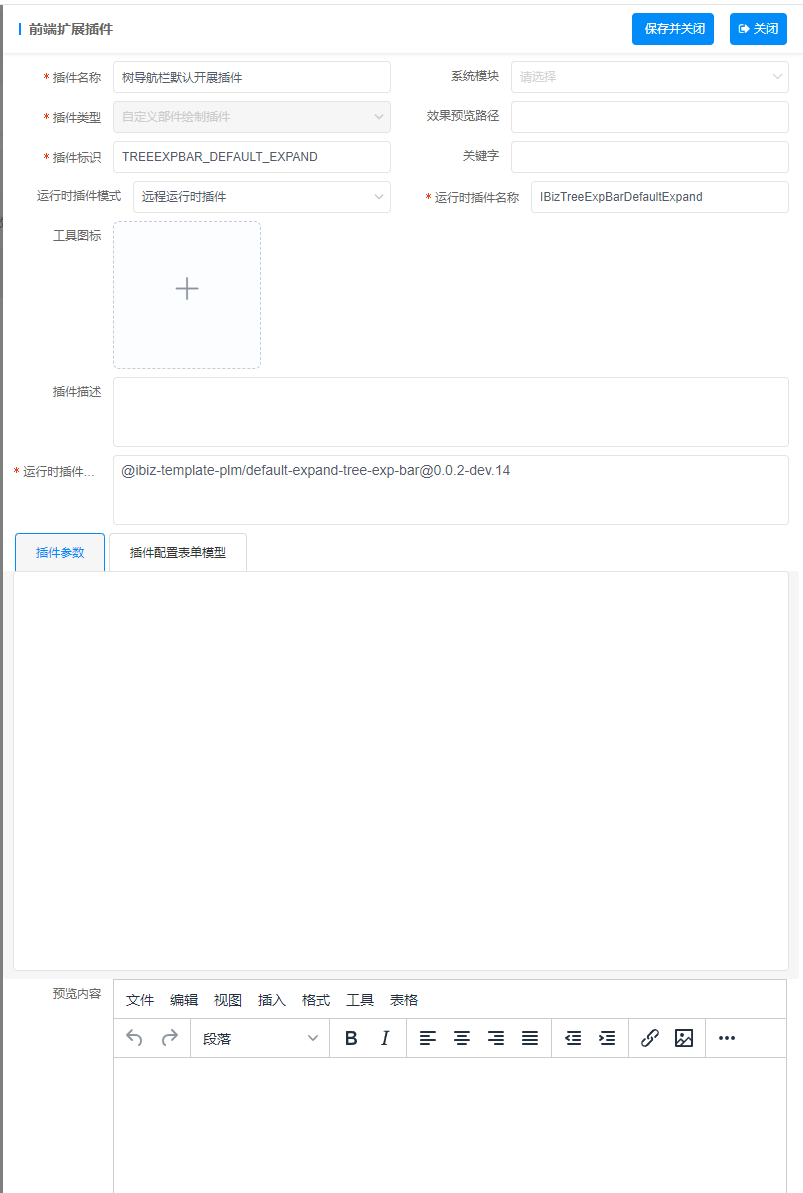 前端扩展插件
保存并关闭
关闭
* 插件名称 树导航栏默认开展插件
系统模块 请选择
* 插件类型 自定义部件绘制插件
效果预览路径
* 插件标识 TREEEXPBAR_DEFAULT_EXPAND
关键字
运行时插件模式 远程运行时插件
* 运行时插件名称 IBizTreeExpBarDefaultExpand
工具图标
插件描述
* 运行时插件... @ibiz-template-plm/default-expand-tree-exp-bar@0.0.2-dev.14
插件参数 插件配置表单模型
预览内容
文件 编辑 视图 插入 格式 工具 表格
段落 B I